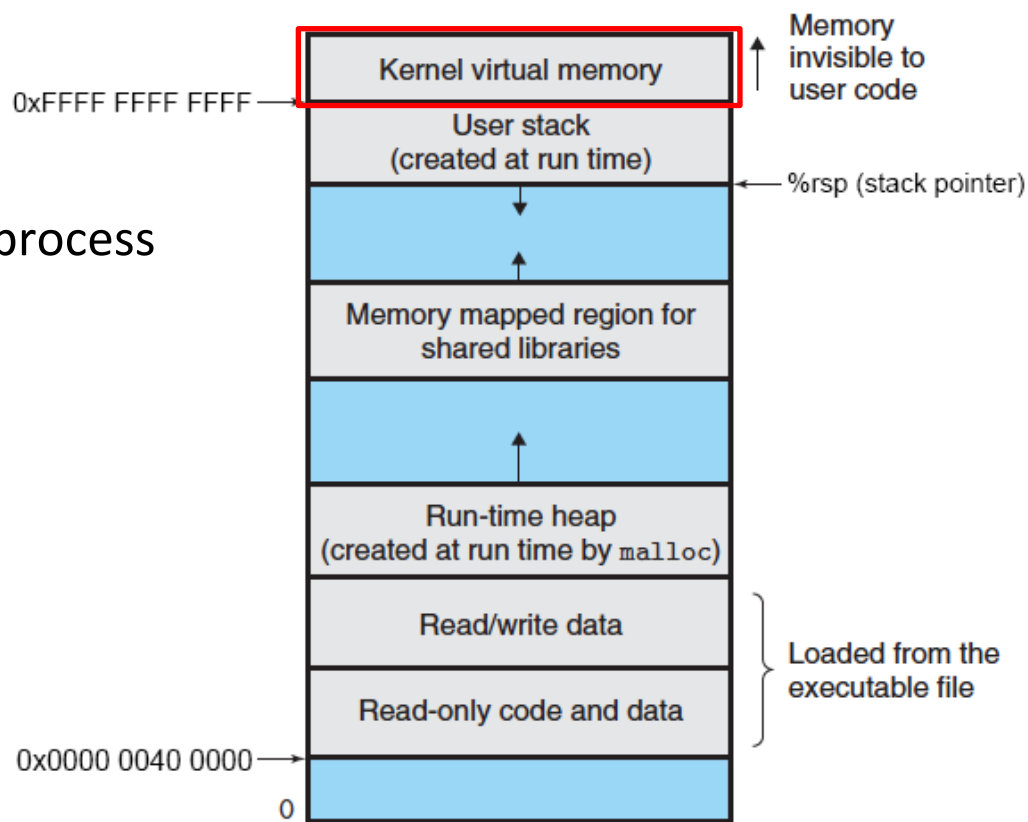 Memory
invisible to
user code
Kernel virtual memory
0xFFFF FFFF FFFF
User stack
(created at run time)
%rsp (stack pointer)
process
Memory mapped region for
shared libraries
Run-time heap
(created at run time by malloc)
Read/write data
Loaded from the
executable file
Read-only code and data
0x0000 0040 0000
0